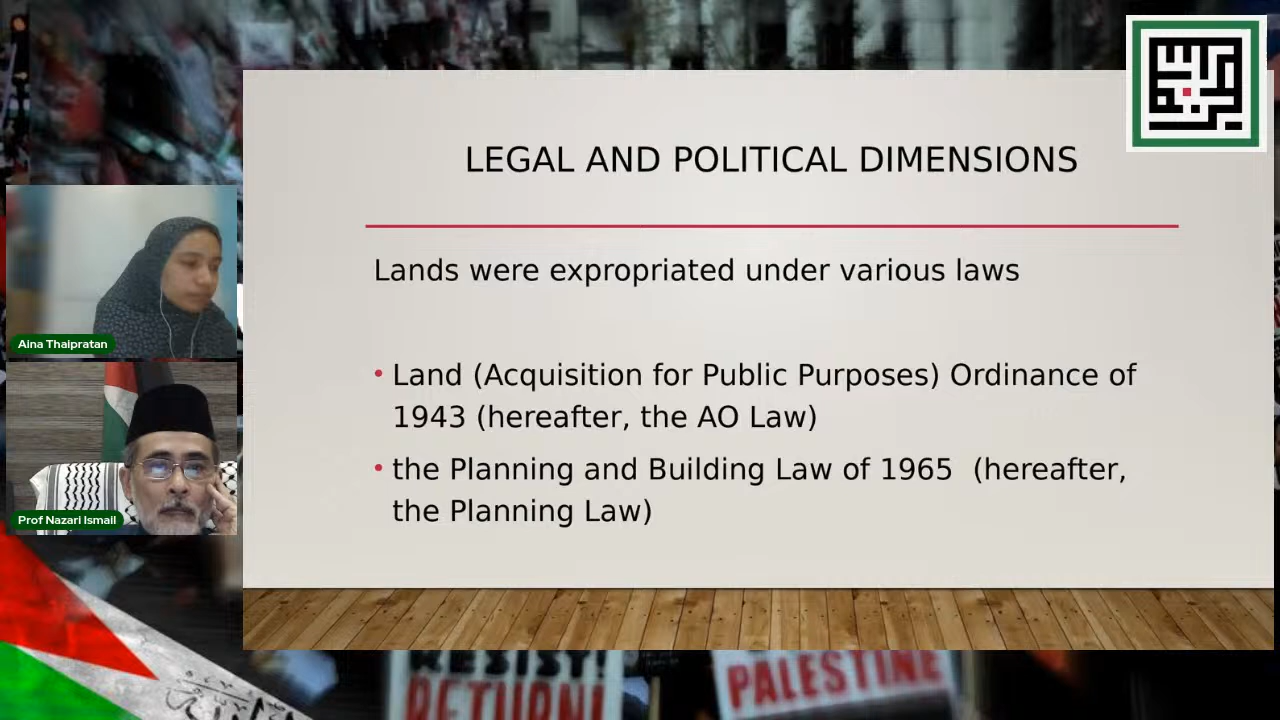 LEGAL AND POLITICAL DIMENSIONS
Lands were expropriated under various laws
• Land (Acquisition for Public Purposes) Ordinance of
1943 (hereafter, the AO Law)
• the Planning and Building Law of 1965 (hereafter,
the Planning Law)
Aina Thaipratan
Prof Nazari Ismail
RESIST!
RETURN!
PALESTINE